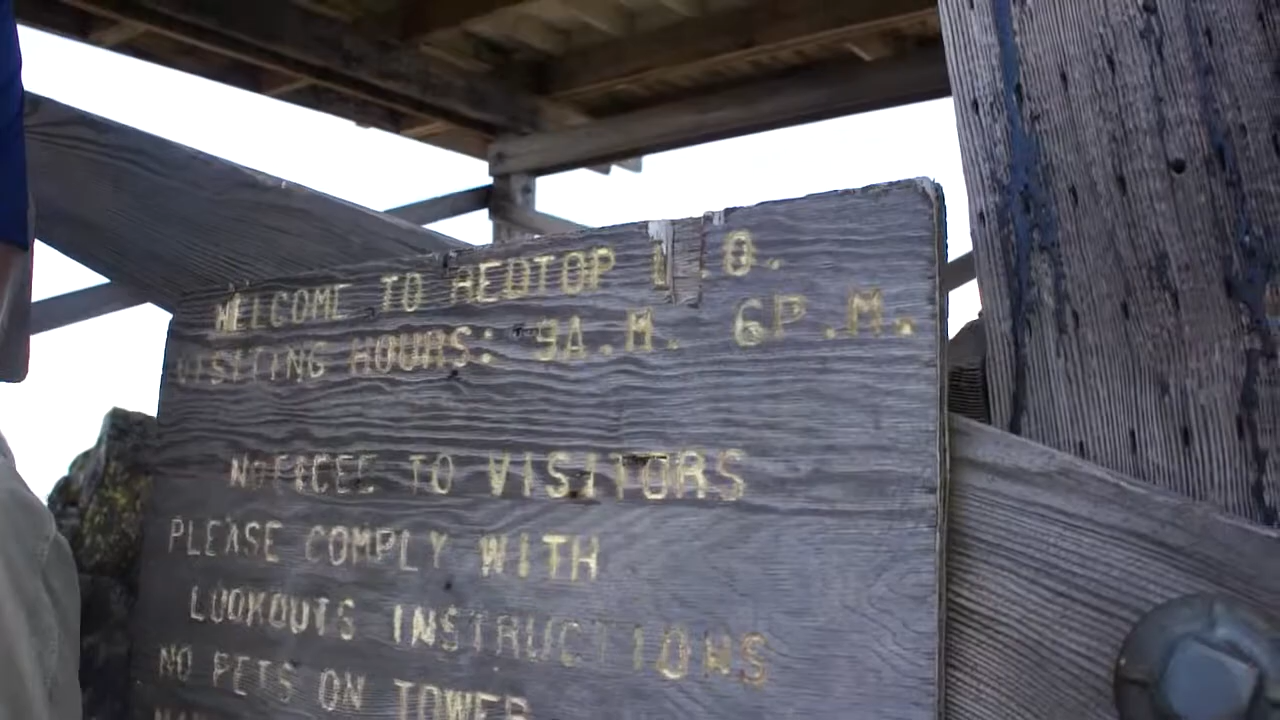 WELCOME TO REDTOP L.O.
VISITING HOURS: 9A.M. 6P.M.
NOTICE TO VISITORS
PLEASE COMPLY WITH
LOOKOUTS INSTRUCTIONS
NO PETS ON TOWER